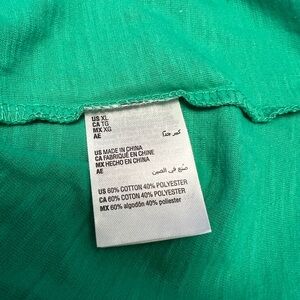 US XL
CA TG
MX XG
AE كبير جدًا
US MADE IN CHINA
CA FABRIQUÉ EN CHINE
MX HECHO EN CHINA
AE صنع في الصين
US 60% COTTON 40% POLYESTER
CA 60% COTON 40% POLYESTER
MX 60% algodón 40% poliester